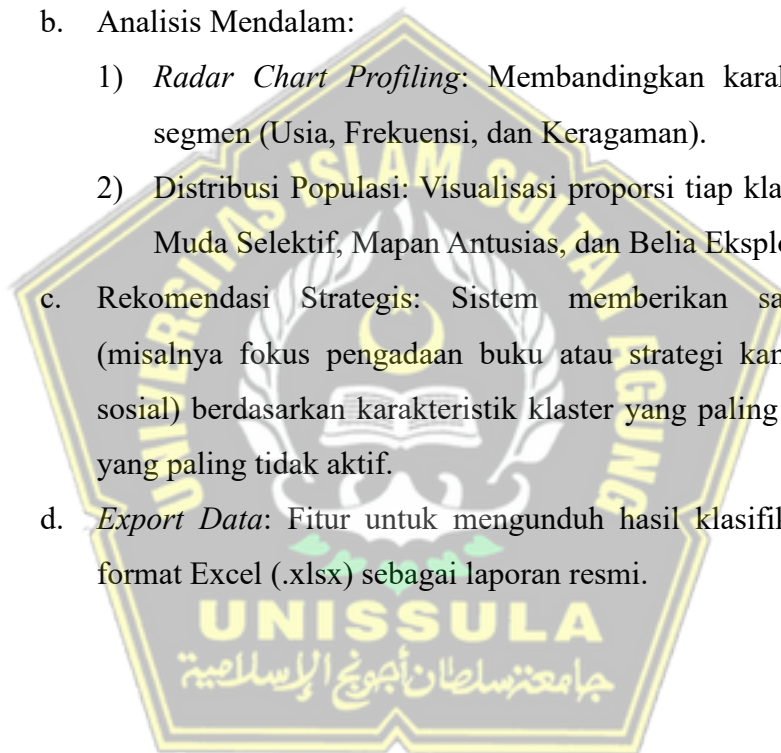 b. Analisis Mendalam:
1) Radar Chart Profiling: Membandingkan karak
segmen (Usia, Frekuensi, dan Keragaman).
2) Distribusi Populasi: Visualisasi proporsi tiap kla
Muda Selektif, Mapan Antusias, dan Belia Eksplo
c. Rekomendasi Strategis: Sistem memberikan sa
(misalnya fokus pengadaan buku atau strategi kan
sosial) berdasarkan karakteristik klaster yang paling
yang paling tidak aktif.
d. Export Data: Fitur untuk mengunduh hasil klasifil
format Excel (.xlsx) sebagai laporan resmi.
UNIVERSITAS ISLAM SULTAN AGUNG
UNISSULA
جامعة سلطان أجونج الإسلامية